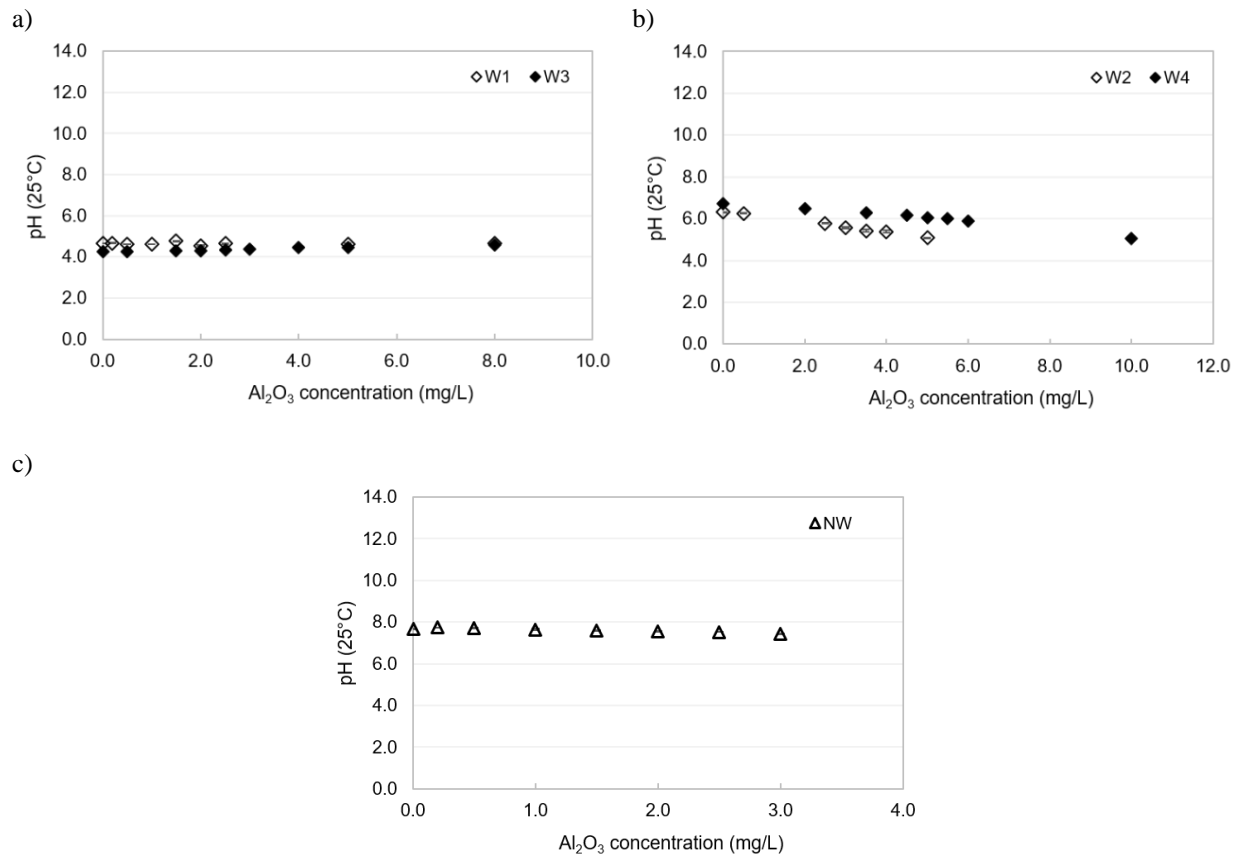 a)
14.0
12.0
10.0
8.0
6.0
4.0
2.0
0.0
pH (25°C)
W1 W3
0.0 2.0 4.0 6.0 8.0 10.0
Al₂O₃ concentration (mg/L)
b)
14.0
12.0
10.0
8.0
6.0
4.0
2.0
0.0
pH (25°C)
W2 W4
0.0 2.0 4.0 6.0 8.0 10.0 12.0
Al₂O₃ concentration (mg/L)
c)
14.0
12.0
10.0
8.0
6.0
4.0
2.0
0.0
pH (25°C)
NW
0.0 1.0 2.0 3.0 4.0
Al₂O₃ concentration (mg/L)